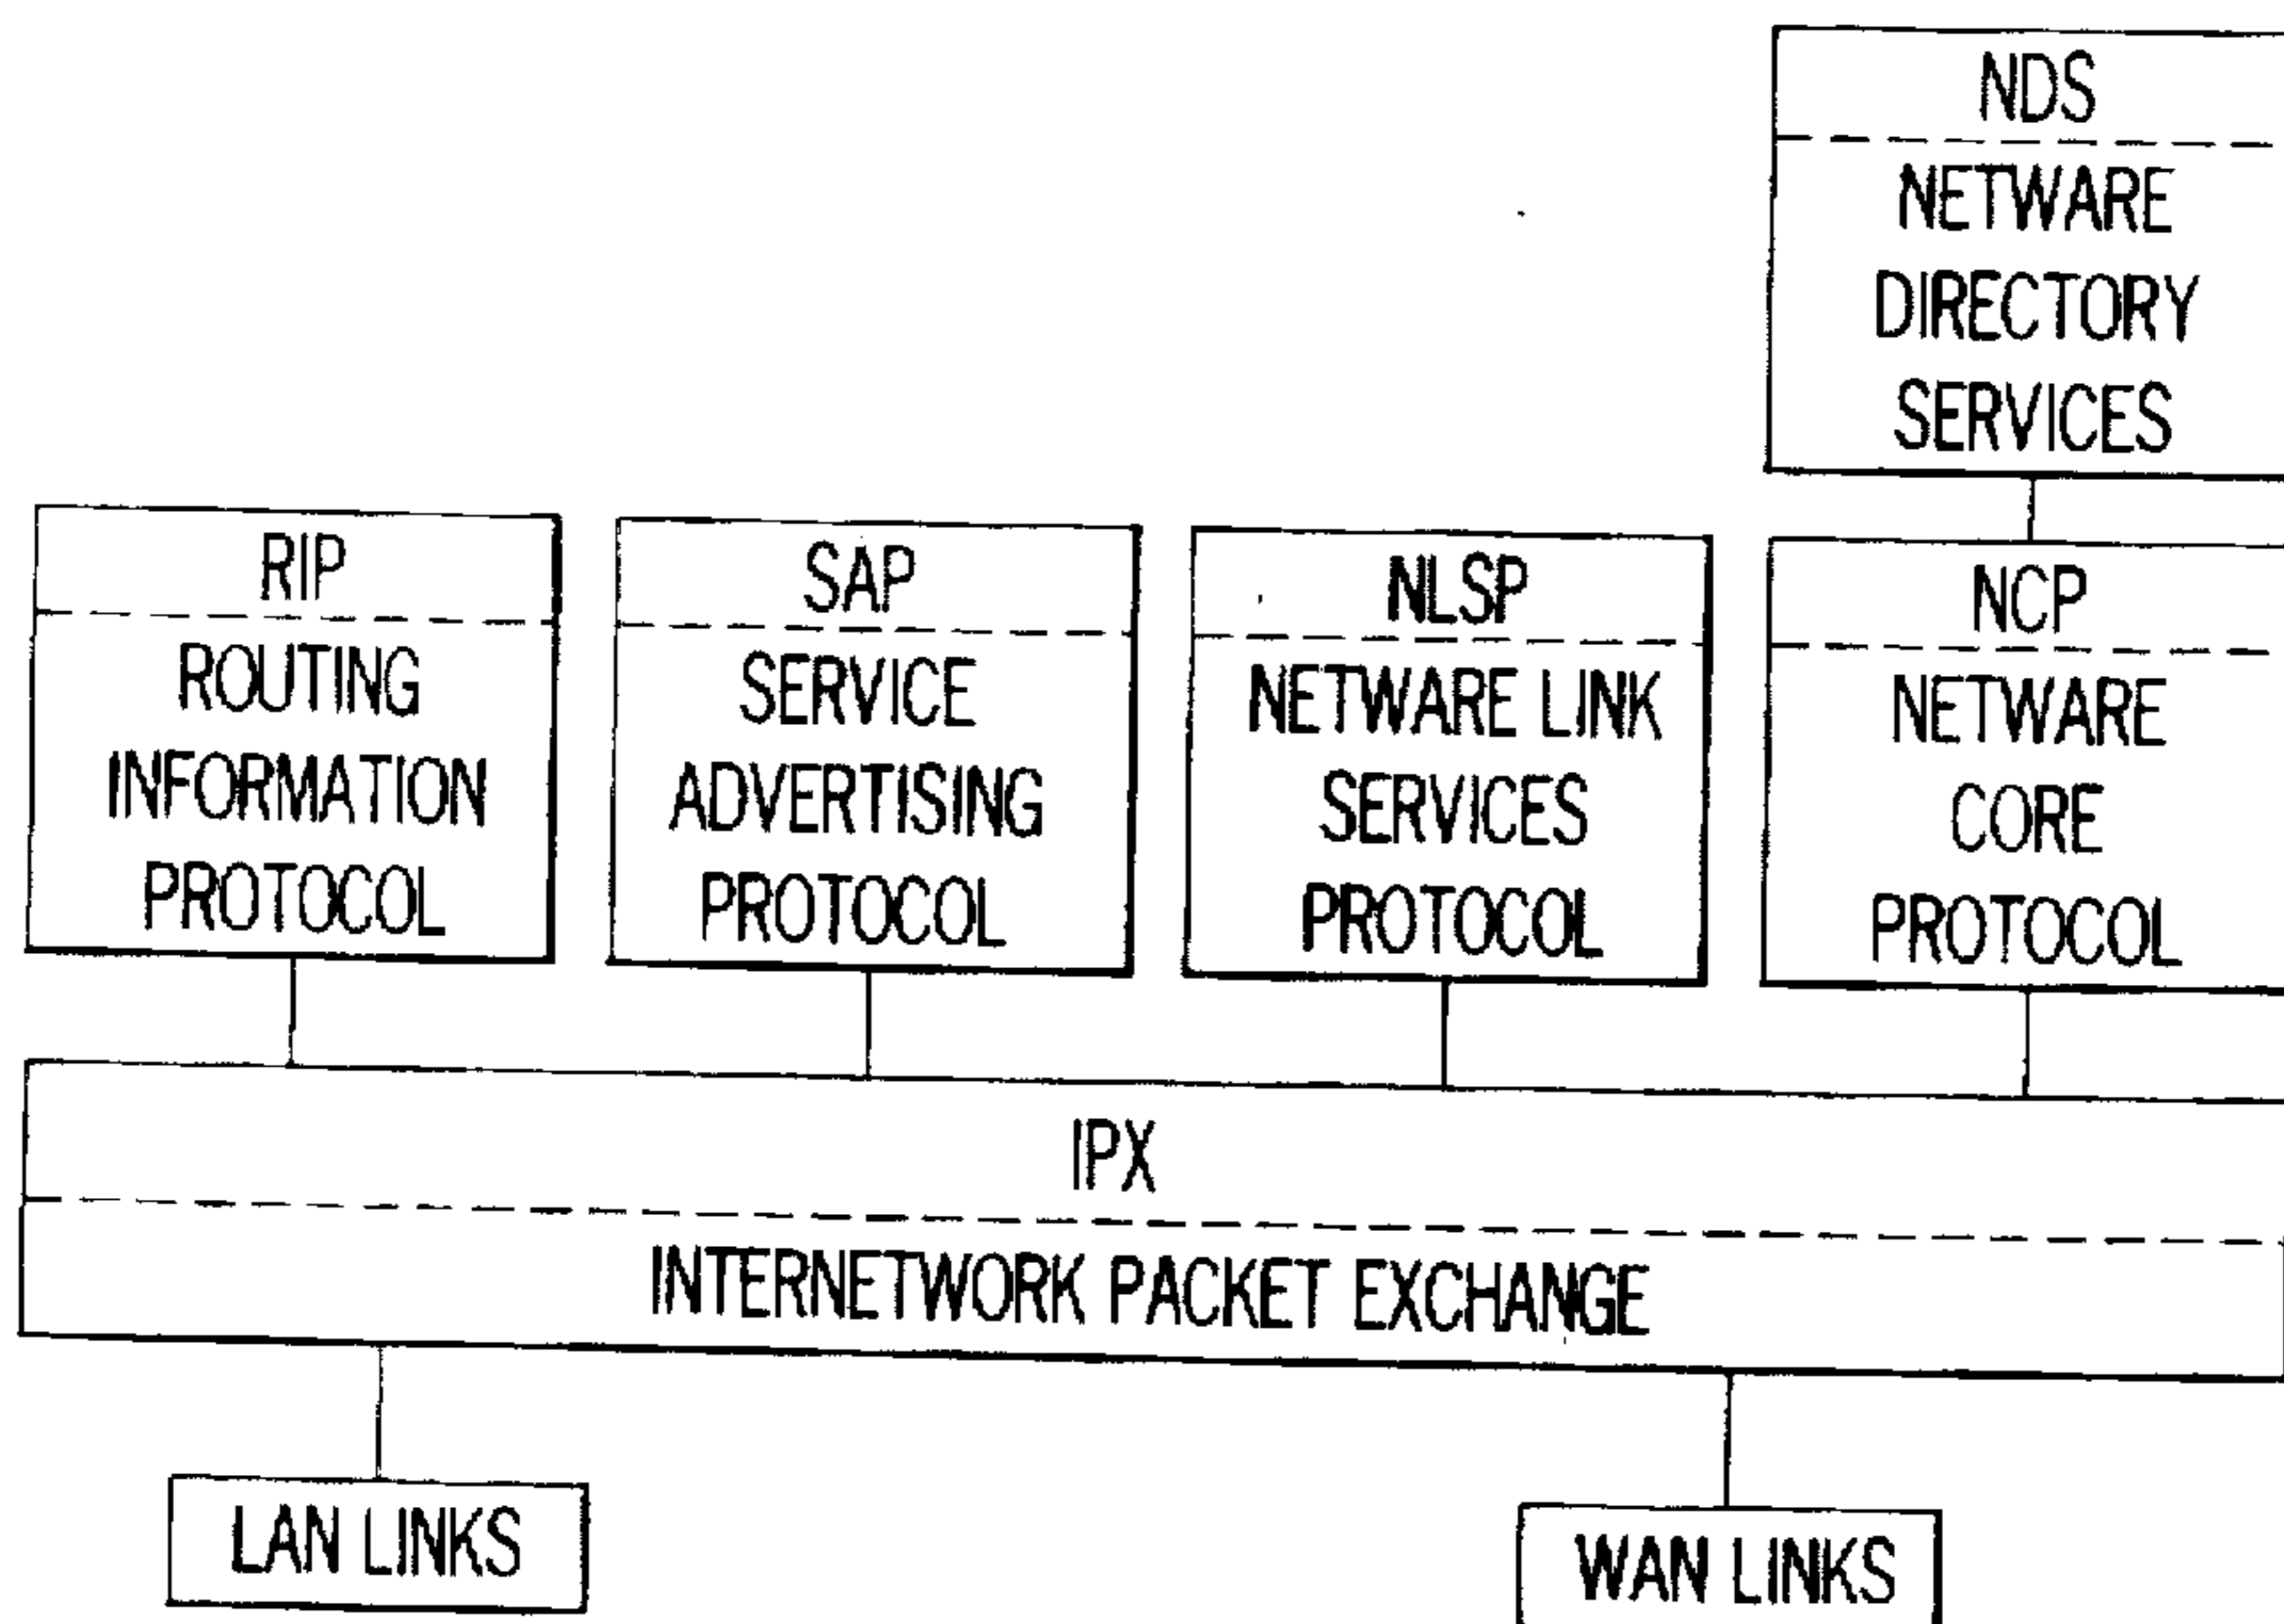 NDS
NETWARE
DIRECTORY
SERVICES
RIP
ROUTING
INFORMATION
PROTOCOL
SAP
SERVICE
ADVERTISING
PROTOCOL
NLSP
NETWARE LINK
SERVICES
PROTOCOL
NCP
NETWARE
CORE
PROTOCOL
IPX
INTERNETWORK PACKET EXCHANGE
LAN LINKS
WAN LINKS